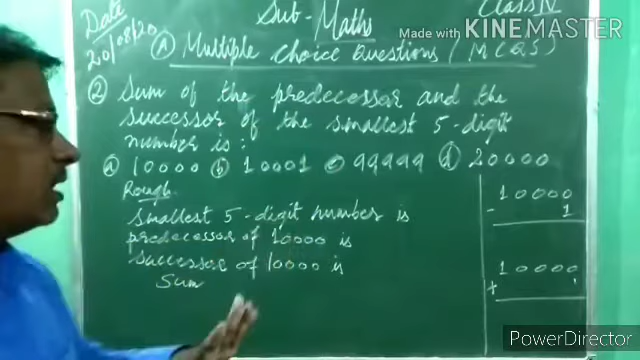 Date
20/08/20
Sub- Maths
Class IV
Made with KINEMASTER
(A) Multiple Choice Questions (MCQS)
(2) Sum of the predecessor and the
successor of the smallest 5-digit
number is:
(a) 10000 (b) 10001 (c) 99999 (d) 20000
Rough
Smallest 5-digit number is
predecessor of 10000 is
successor of 10000 is
Sum
10000
- 1
10000
+ 1
PowerDirector